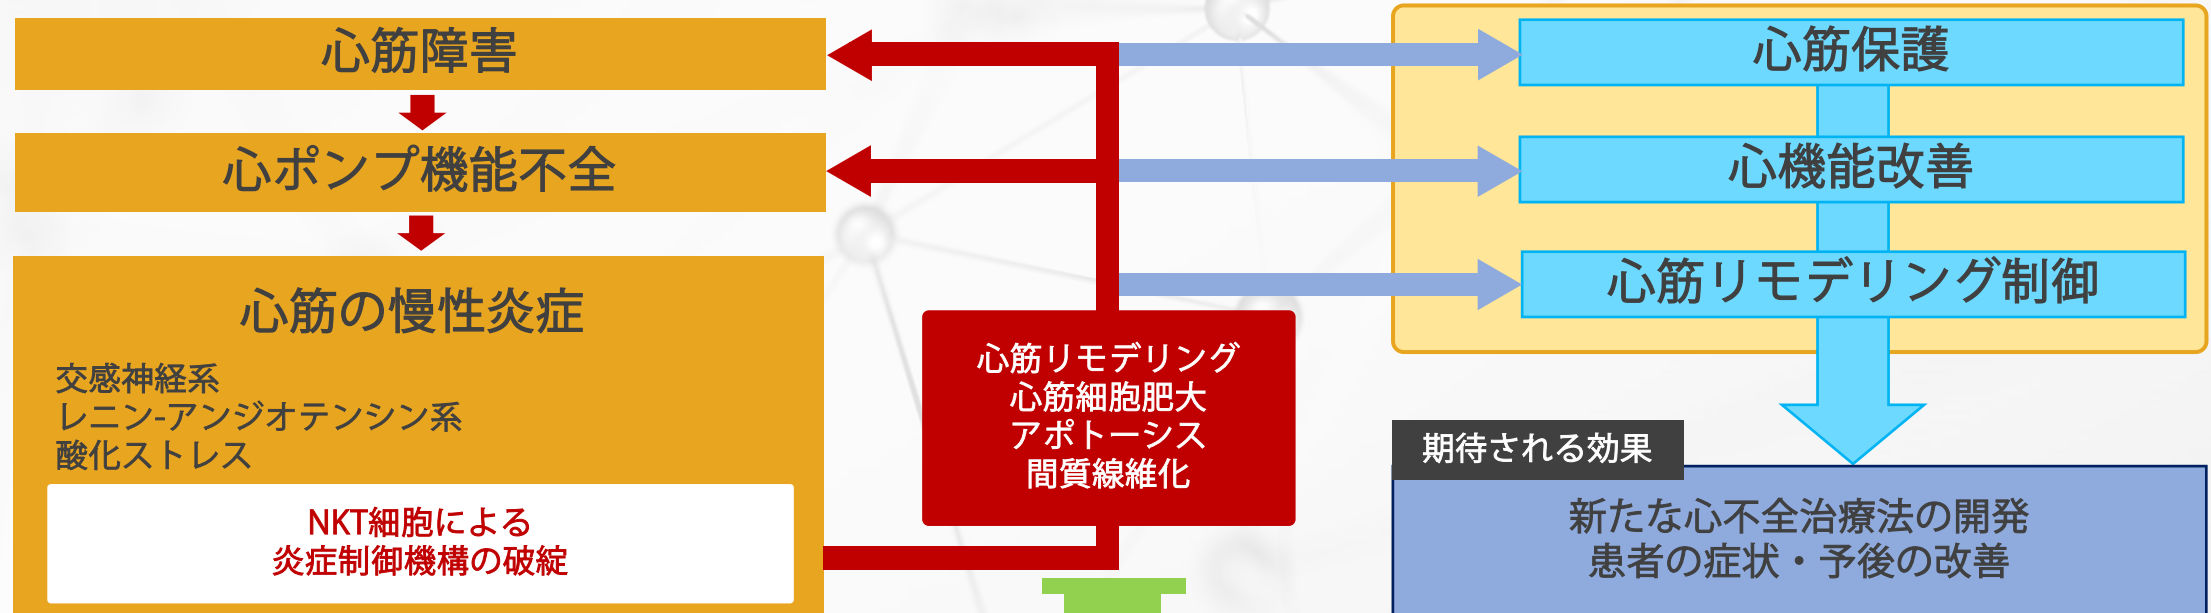 心筋障害
心ポンプ機能不全
心筋の慢性炎症
交感神経系
レニン-アンジオテンシン系
酸化ストレス
NKT細胞による
炎症制御機構の破綻
心筋リモデリング
心筋細胞肥大
アポトーシス
間質線維化
心筋保護
心機能改善
心筋リモデリング制御
期待される効果
新たな心不全治療法の開発
患者の症状・予後の改善